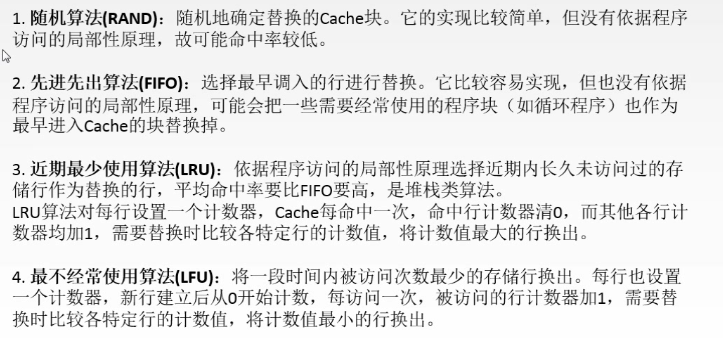 1. 随机算法(RAND)：随机地确定替换的Cache块。它的实现比较简单，但没有依据程序
访问的局部性原理，故可能命中率较低。
2. 先进先出算法(FIFO)：选择最早调入的行进行替换。它比较容易实现，但也没有依据
程序访问的局部性原理，可能会把一些需要经常使用的程序块（如循环程序）也作为
最早进入Cache的块替换掉。
3. 近期最少使用算法(LRU)：依据程序访问的局部性原理选择近期内长久未访问过的存
储行作为替换的行，平均命中率要比FIFO要高，是堆栈类算法。
LRU算法对每行设置一个计数器，Cache每命中一次，命中行计数器清0，而其他各行计
数器均加1，需要替换时比较各特定行的计数值，将计数值最大的行换出。
4. 最不经常使用算法(LFU)：将一段时间内被访问次数最少的存储行换出。每行也设置
一个计数器，新行建立后从0开始计数，每访问一次，被访问的行计数器加1，需要替
换时比较各特定行的计数值，将计数值最小的行换出。